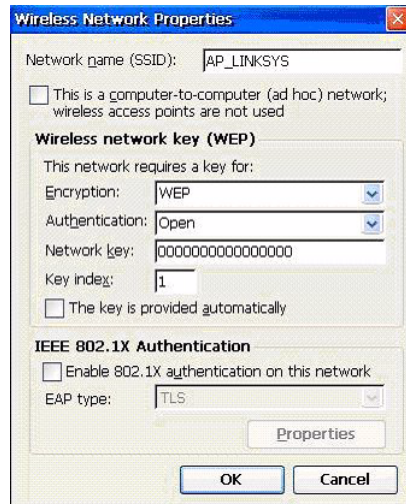 Wireless Network Properties
Network name (SSID): AP_LINKSYS
This is a computer-to-computer (ad hoc) network;
wireless access points are not used
Wireless network key (WEP)
This network requires a key for:
Encryption: WEP
Authentication: Open
Network key: 0000000000000000
Key index: 1
The key is provided automatically
IEEE 802.1X Authentication
Enable 802.1X authentication on this network
EAP type: TLS
Properties
OK Cancel